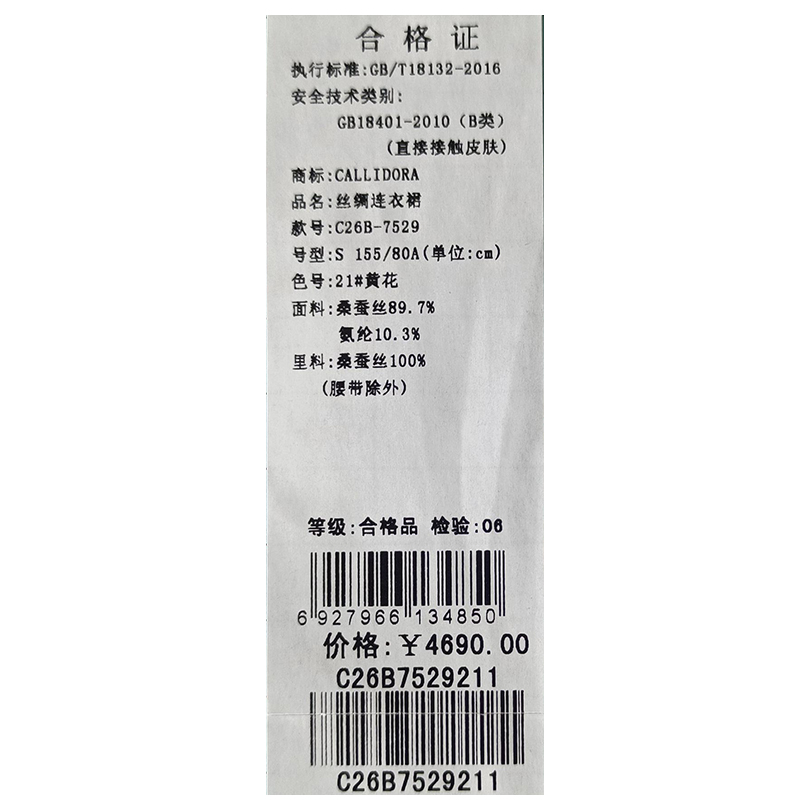 合格证
执行标准:GB/T18132-2016
安全技术类别:
GB18401-2010（B类）
(直接接触皮肤)
商标:CALLIDORA
品名:丝绸连衣裙
款号:C26B-7529
号型:S 155/80A(单位:cm)
色号:21#黄花
面料:桑蚕丝89.7%
氨纶10.3%
里料:桑蚕丝100%
(腰带除外)
等级:合格品 检验:06
6 927966 134850
价格:￥4690.00
C26B7529211
C26B7529211